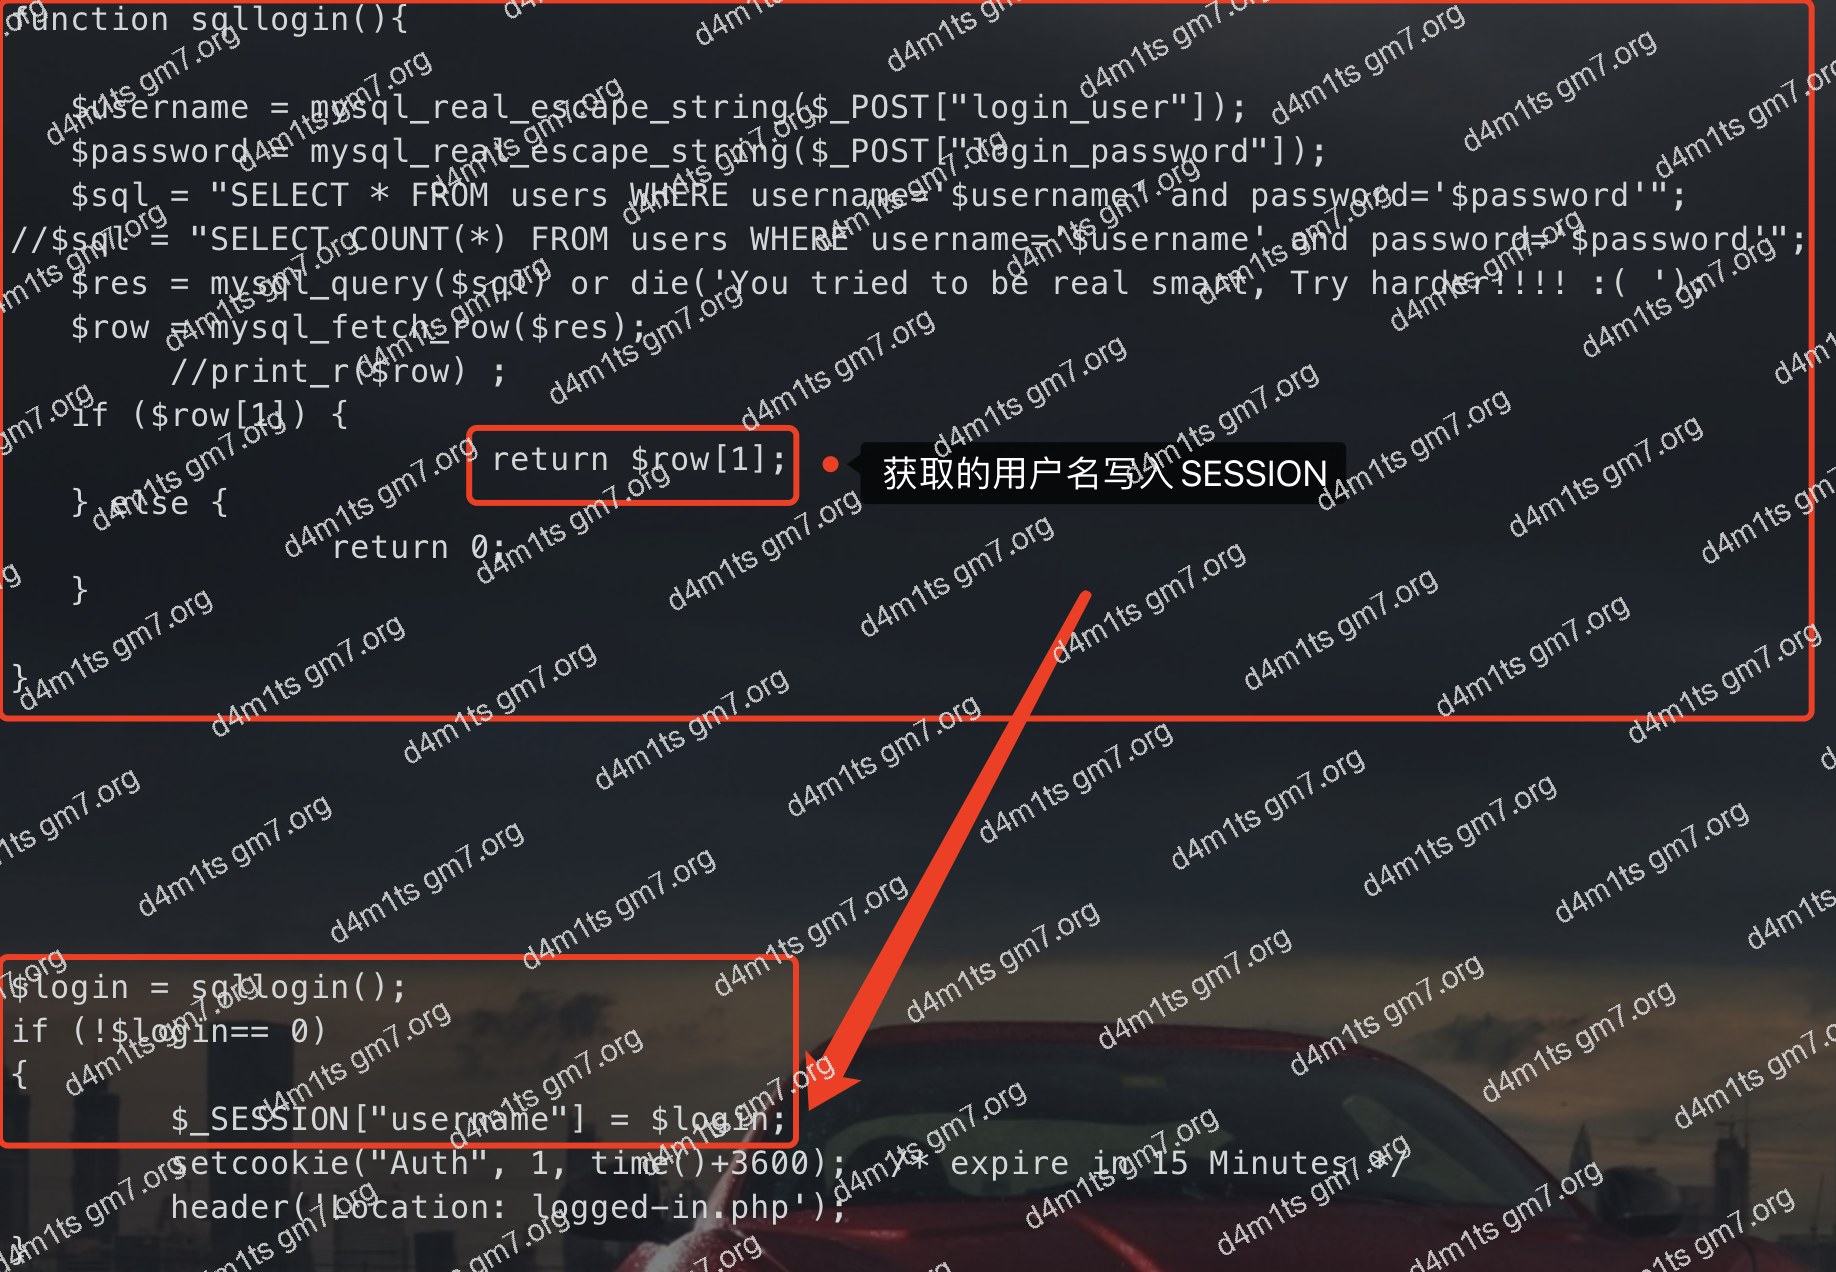 function sqllogin(){
$username = mysql_real_escape_string($_POST["login_user"]);
$password = mysql_real_escape_string($_POST["login_password"]);
$sql = "SELECT * FROM users WHERE username='$username' and password='$password'";
//$sql = "SELECT COUNT(*) FROM users WHERE username='$username' and password='$password'";
$res = mysql_query($sql) or die('You tried to be real smart, Try harder!!!! :( ');
$row = mysql_fetch_row($res);
//print_r($row) ;
if ($row[1]) {
return $row[1];
获取的用户名写入 SESSION
} else {
return 0;
}
}
$login = sqllogin();
if (!$login== 0)
{
$_SESSION["username"] = $login;
setcookie("Auth", 1, time()+3600); /* expire in 15 Minutes */
header('Location: logged-in.php');
}
d4m1ts gm7.org